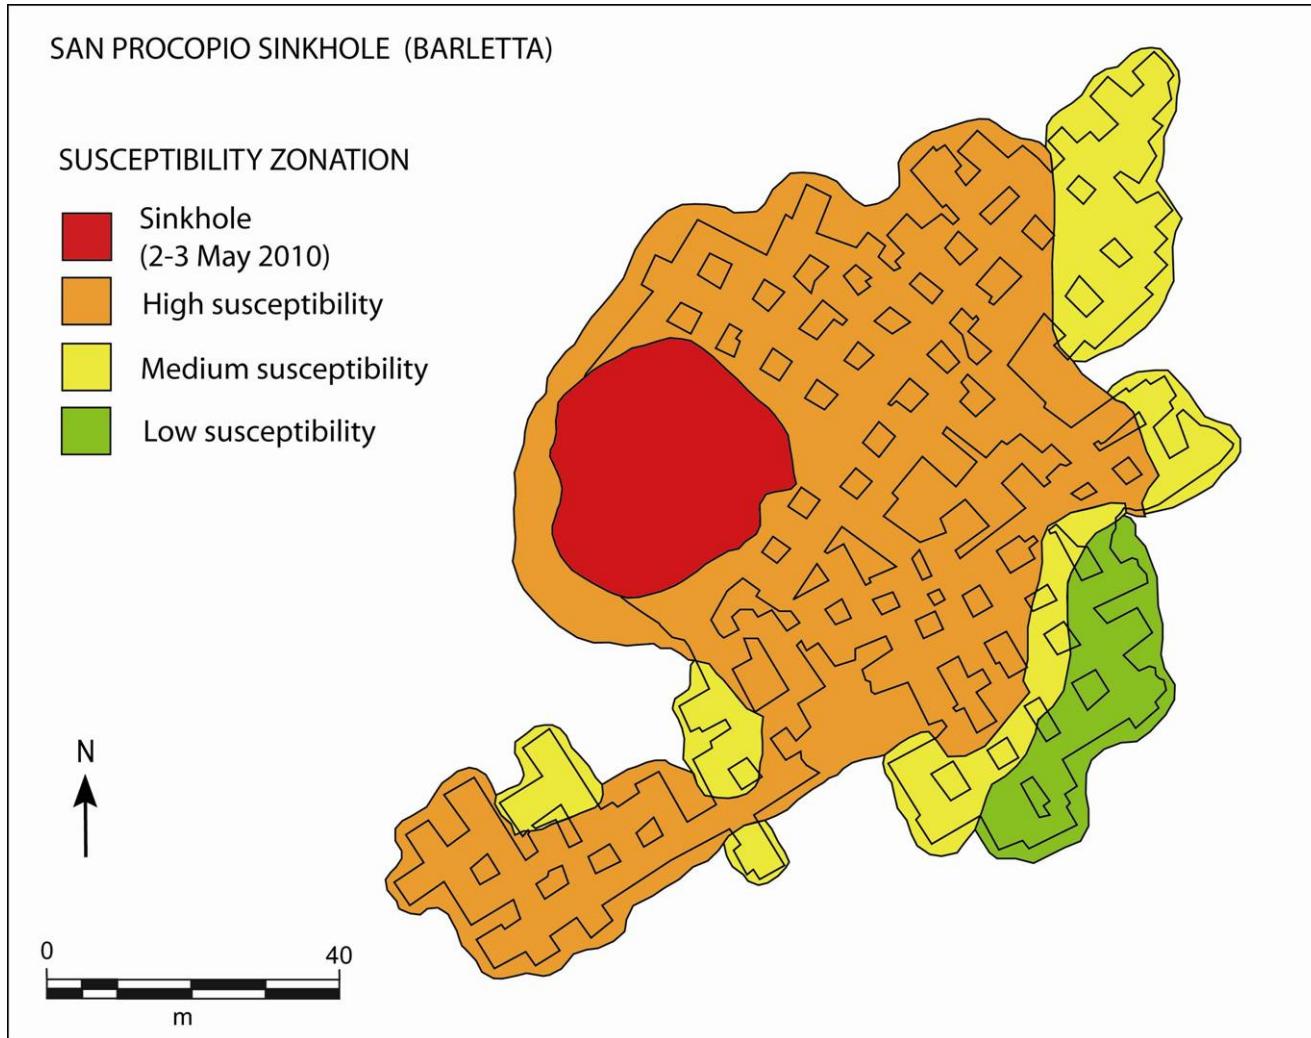 SAN PROCOPIO SINKHOLE (BARLETTA)
SUSCEPTIBILITY ZONATION
Sinkhole
(2-3 May 2010)
High susceptibility
Medium susceptibility
Low susceptibility
N
0 40
m